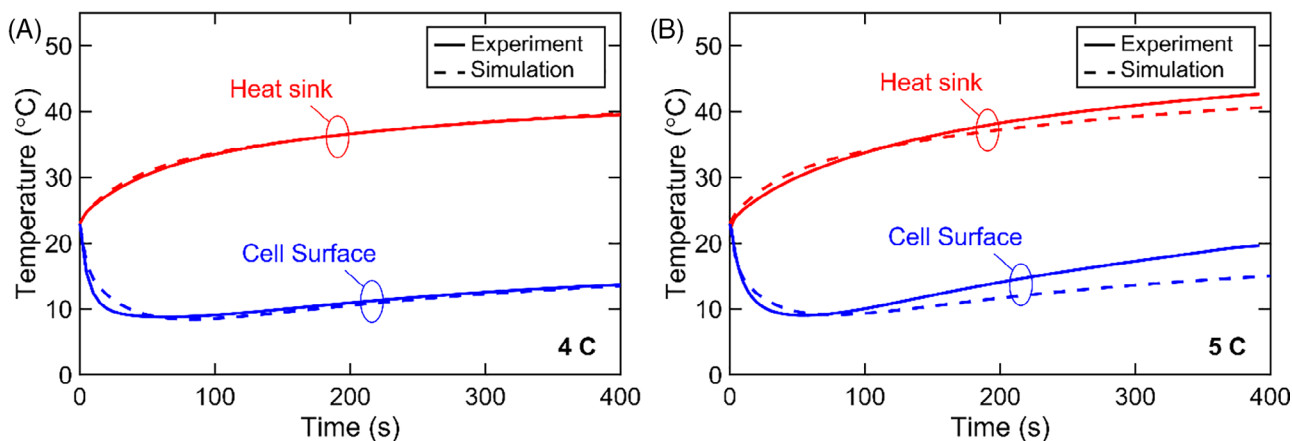 (A)
Temperature (°C)
50
40
30
20
10
0
0
100
200
300
400
Time (s)
Experiment
Simulation
Heat sink
Cell Surface
4 C
(B)
Temperature (°C)
50
40
30
20
10
0
0
100
200
300
400
Time (s)
Experiment
Simulation
Heat sink
Cell Surface
5 C